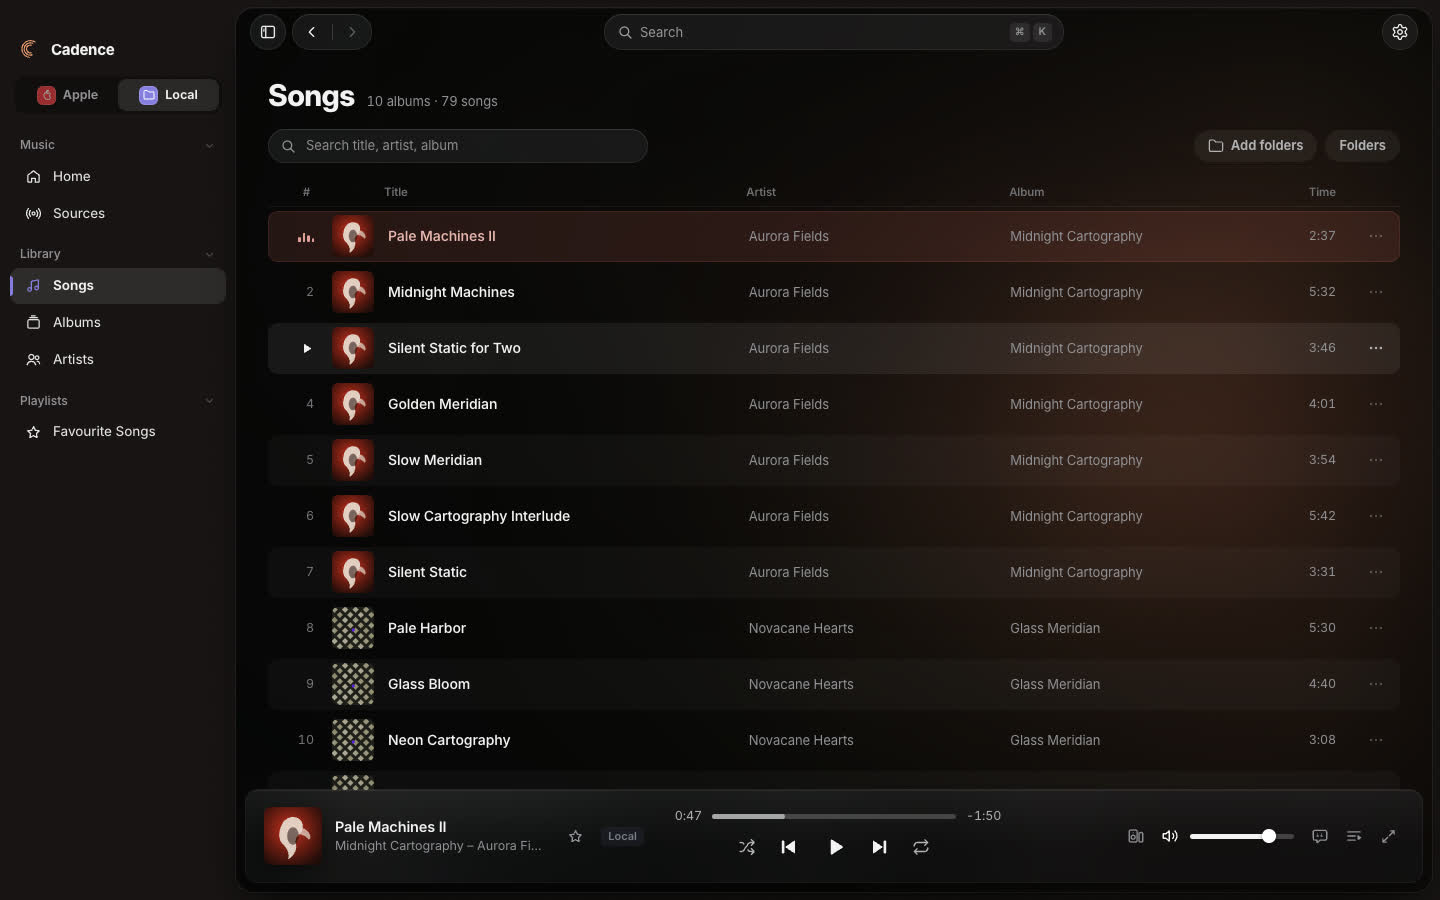 Cadence
Apple
Local
Music
Home
Sources
Library
Songs
Albums
Artists
Playlists
Favourite Songs
Search
⌘ K
Songs
10 albums · 79 songs
Search title, artist, album
Add folders
Folders
# Title Artist Album Time
Pale Machines II Aurora Fields Midnight Cartography 2:37
2 Midnight Machines Aurora Fields Midnight Cartography 5:32
Silent Static for Two Aurora Fields Midnight Cartography 3:46
4 Golden Meridian Aurora Fields Midnight Cartography 4:01
5 Slow Meridian Aurora Fields Midnight Cartography 3:54
6 Slow Cartography Interlude Aurora Fields Midnight Cartography 5:42
7 Silent Static Aurora Fields Midnight Cartography 3:31
8 Pale Harbor Novacane Hearts Glass Meridian 5:30
9 Glass Bloom Novacane Hearts Glass Meridian 4:40
10 Neon Cartography Novacane Hearts Glass Meridian 3:08
Pale Machines II
Midnight Cartography – Aurora Fi...
Local
0:47
-1:50